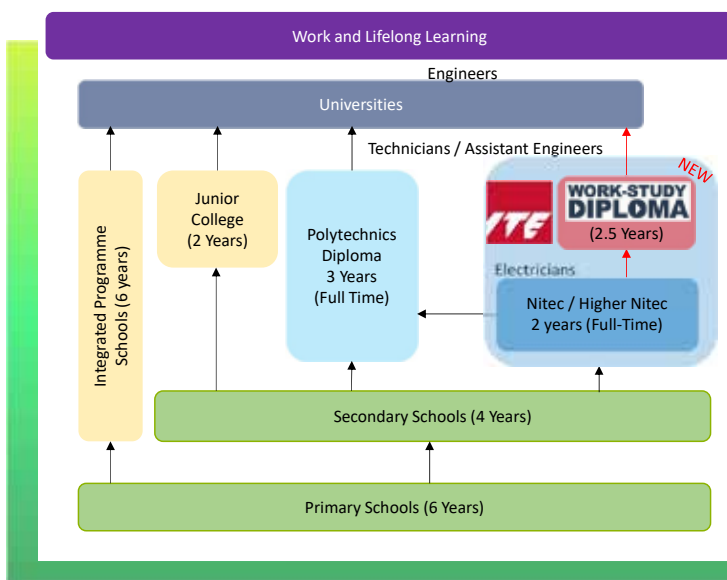 Work and Lifelong Learning
Engineers
Universities
Technicians / Assistant Engineers
NEW
Integrated Programme
Schools (6 years)
Junior
College
(2 Years)
Polytechnics
Diploma
3 Years
(Full Time)
ITE
WORK-STUDY
DIPLOMA
(2.5 Years)
Electricians
Nitec / Higher Nitec
2 years (Full-Time)
Secondary Schools (4 Years)
Primary Schools (6 Years)